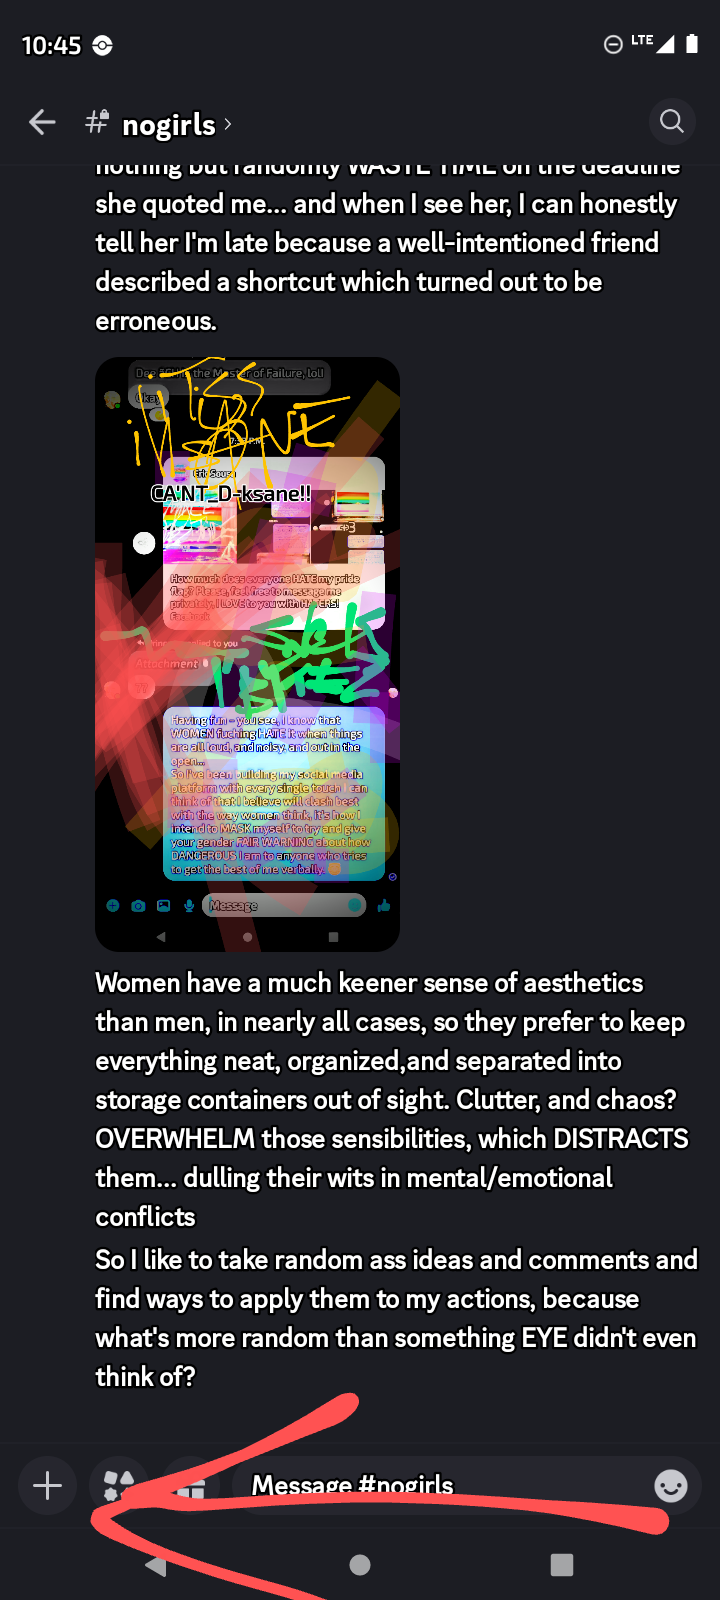 10:45
LTE
# nogirls
nothing but randomly WASTE TIME on the deadline
she quoted me... and when I see her, I can honestly
tell her I'm late because a well-intentioned friend
described a shortcut which turned out to be
erroneous.
the Master of Failure, lol!
Okay
Eric Sousa
CA'NT_D-ksane!!
+3
How much does everyone HATE my pride
flag? Please, feel free to message me
privately, I LOVE to you with HATERS!
Facebook
replied to you
Attachment
Having fun - you see, I know that
WOMEN fucking HATE it when things
are all loud, and noisy. and out in the
open...
So I've been building my social media
platform with every single touch I can
think of that I believe will clash best
with the way women think, it's how I
intend to MASK myself to try and give
your gender FAIR WARNING about how
DANGEROUS I am to anyone who tries
to get the best of me verbally.
Message
Women have a much keener sense of aesthetics
than men, in nearly all cases, so they prefer to keep
everything neat, organized,and separated into
storage containers out of sight. Clutter, and chaos?
OVERWHELM those sensibilities, which DISTRACTS
them... dulling their wits in mental/emotional
conflicts
So I like to take random ass ideas and comments and
find ways to apply them to my actions, because
what's more random than something EYE didn't even
think of?
Message #nogirls